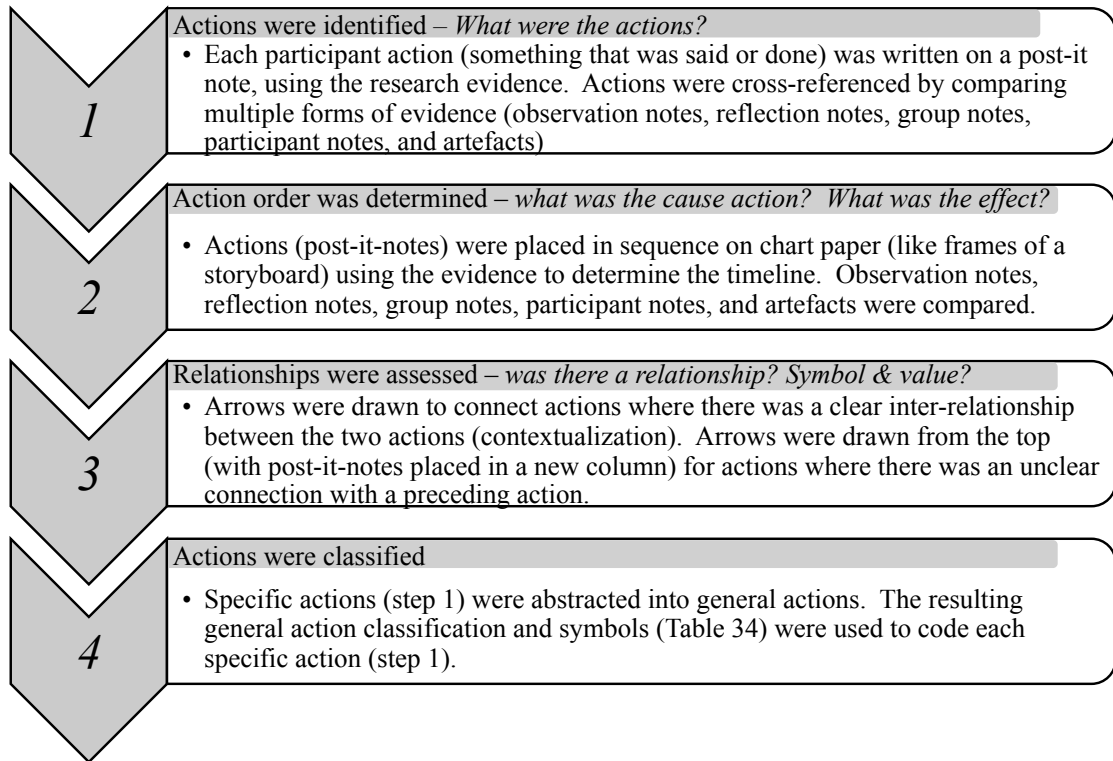 Actions were identified – What were the actions?
1
• Each participant action (something that was said or done) was written on a post-it
note, using the research evidence.  Actions were cross-referenced by comparing
multiple forms of evidence (observation notes, reflection notes, group notes,
participant notes, and artefacts)
Action order was determined – what was the cause action?  What was the effect?
2
• Actions (post-it-notes) were placed in sequence on chart paper (like frames of a
storyboard) using the evidence to determine the timeline.  Observation notes,
reflection notes, group notes, participant notes, and artefacts were compared.
Relationships were assessed – was there a relationship? Symbol & value?
3
• Arrows were drawn to connect actions where there was a clear inter-relationship
between the two actions (contextualization).  Arrows were drawn from the top
(with post-it-notes placed in a new column) for actions where there was an unclear
connection with a preceding action.
Actions were classified
4
• Specific actions (step 1) were abstracted into general actions.  The resulting
general action classification and symbols (Table 34) were used to code each
specific action (step 1).